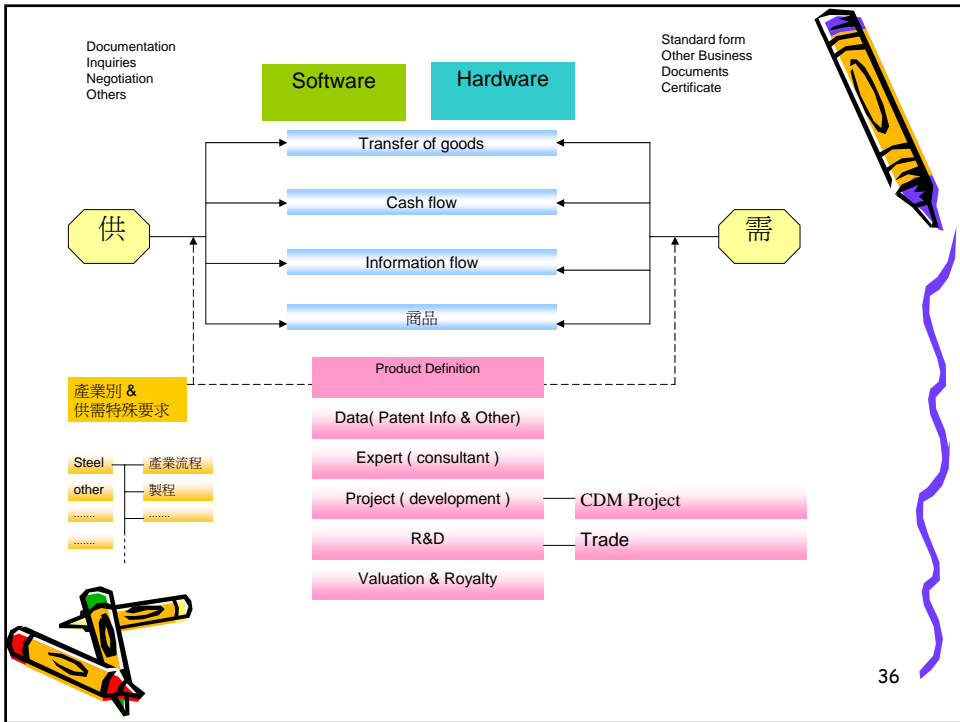 Documentation
Inquiries
Negotiation
Others
Software
Hardware
Standard form
Other Business
Documents
Certificate
Transfer of goods
Cash flow
供
需
Information flow
商品
Product Definition
產業別 &
供需特殊要求
Data( Patent Info & Other)
Expert ( consultant )
Steel
產業流程
other
製程
.......
.......
.......
Project ( development )
CDM Project
R&D
Trade
Valuation & Royalty
36